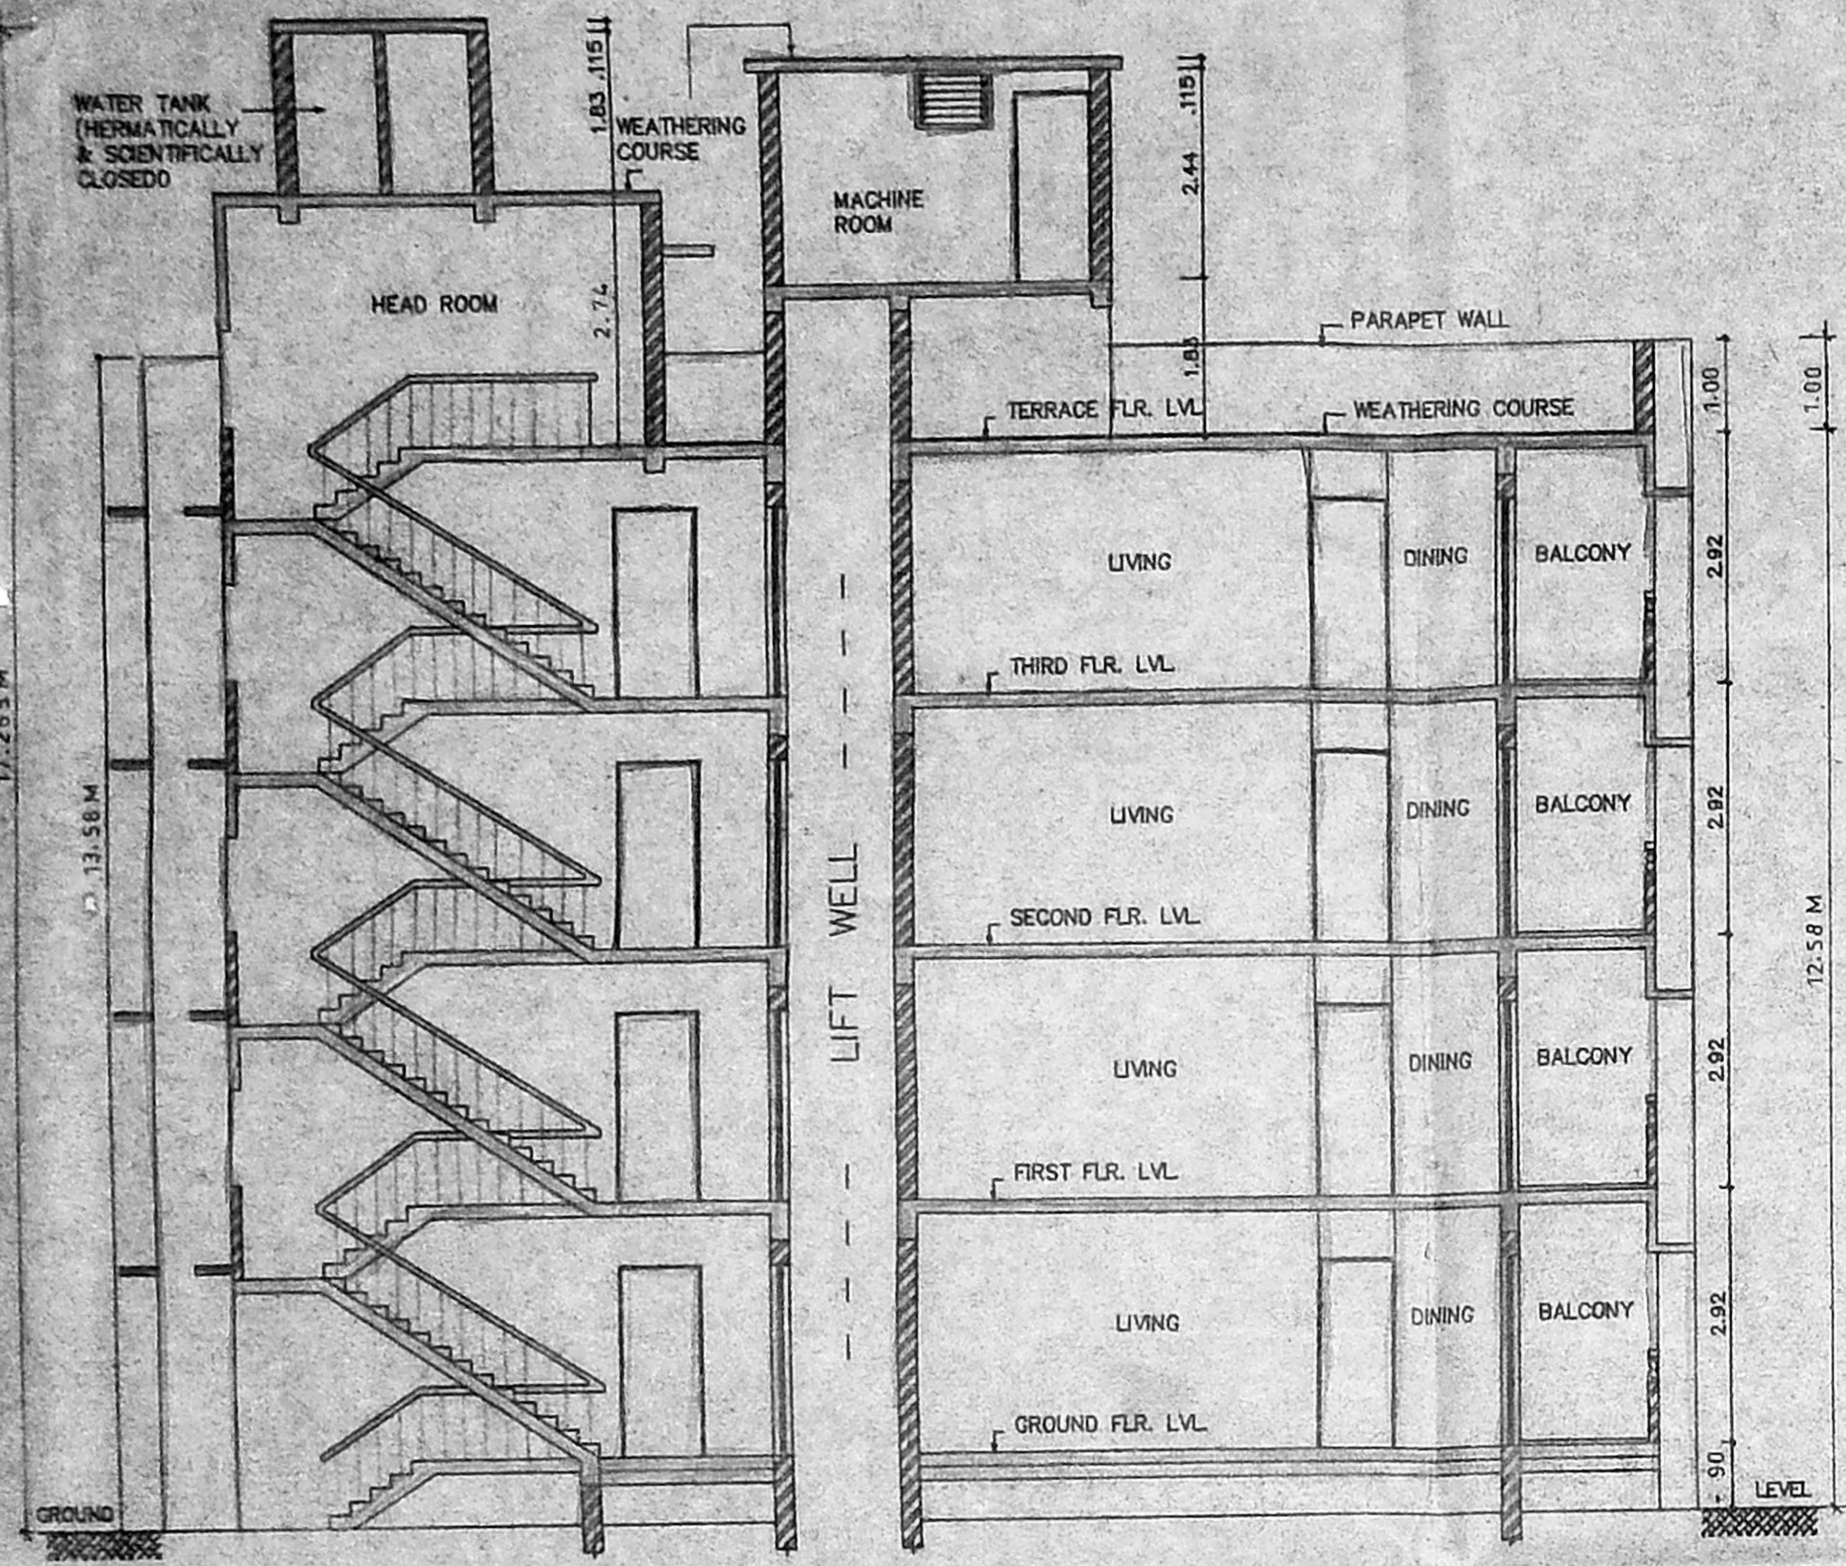 1.83 .115
WATER TANK
(HERMATICALLY
& SCIENTIFICALLY
CLOSEDD
WEATHERING
COURSE
.115
2.44
MACHINE
ROOM
HEAD ROOM
2.74
1.83
PARAPET WALL
TERRACE FLR. LVL
WEATHERING COURSE
1.00
1.00
LIVING
DINING
BALCONY
2.92
THIRD FLR. LVL
13.58 M
LIVING
DINING
BALCONY
2.92
SECOND FLR. LVL
LIFT WELL
12.58 M
LIVING
DINING
BALCONY
2.92
FIRST FLR. LVL
LIVING
DINING
BALCONY
2.92
GROUND FLR. LVL
.90
GROUND
LEVEL